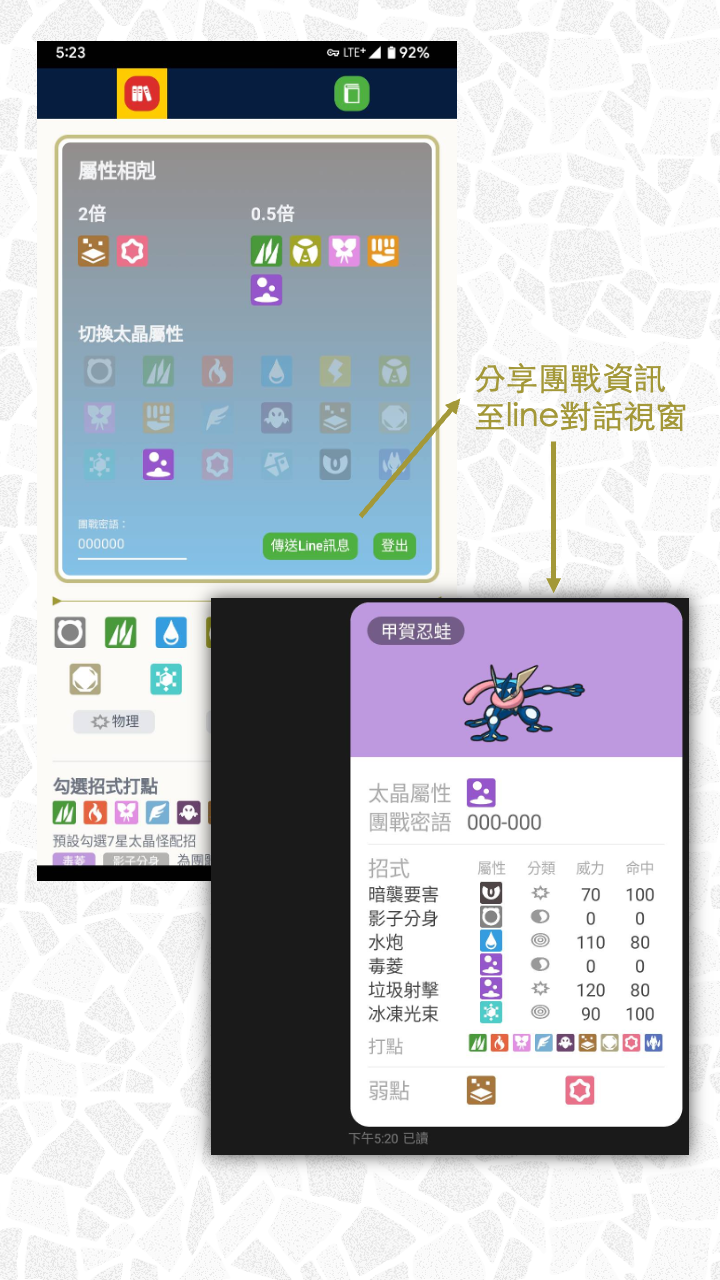 5:23
LTE+ 92%
屬性相剋
2倍
0.5倍
切換太晶屬性
團戰密語：
000000
傳送Line訊息
登出
分享團戰資訊
至line對話視窗
物理
勾選招式打點
預設勾選7星太晶怪配招
毒菱 影子分身 為團
甲賀忍蛙
太晶屬性
團戰密語 000-000
招式 屬性 分類 威力 命中
暗襲要害 70 100
影子分身 0 0
水炮 110 80
毒菱 0 0
垃圾射擊 120 80
冰凍光束 90 100
打點
弱點
下午5:20 已讀